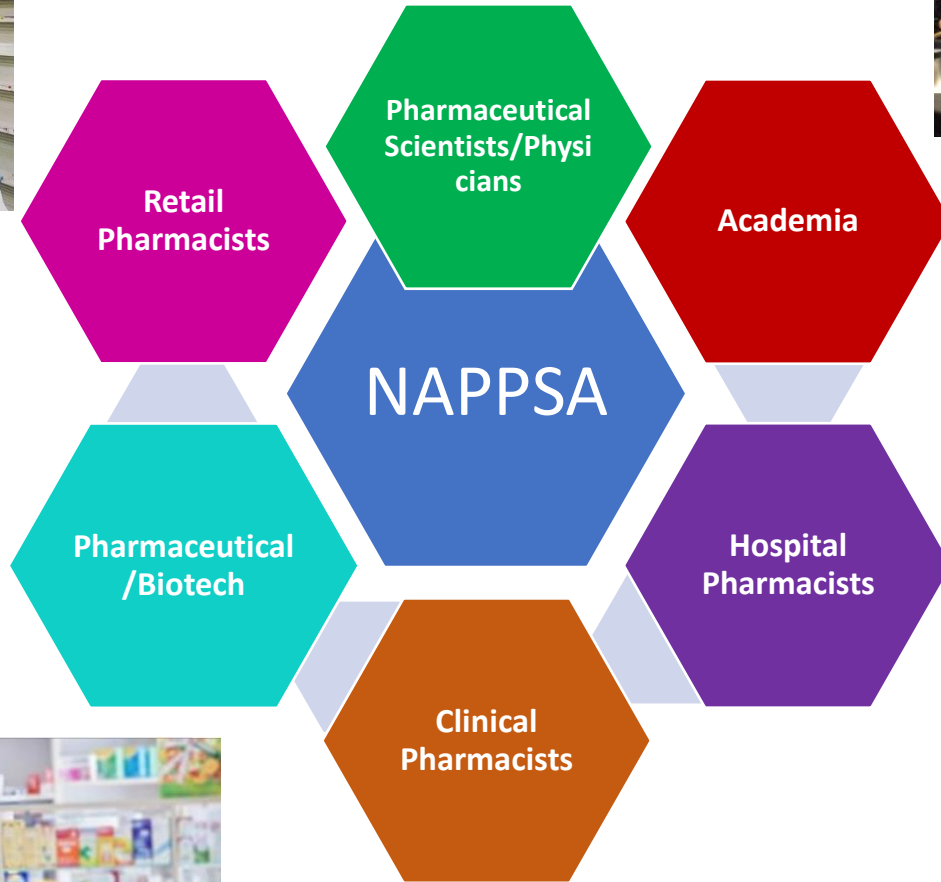 Pharmaceutical
Scientists/Physi
cians
Retail
Pharmacists
Academia
NAPPSA
Pharmaceutical
/Biotech
Hospital
Pharmacists
Clinical
Pharmacists